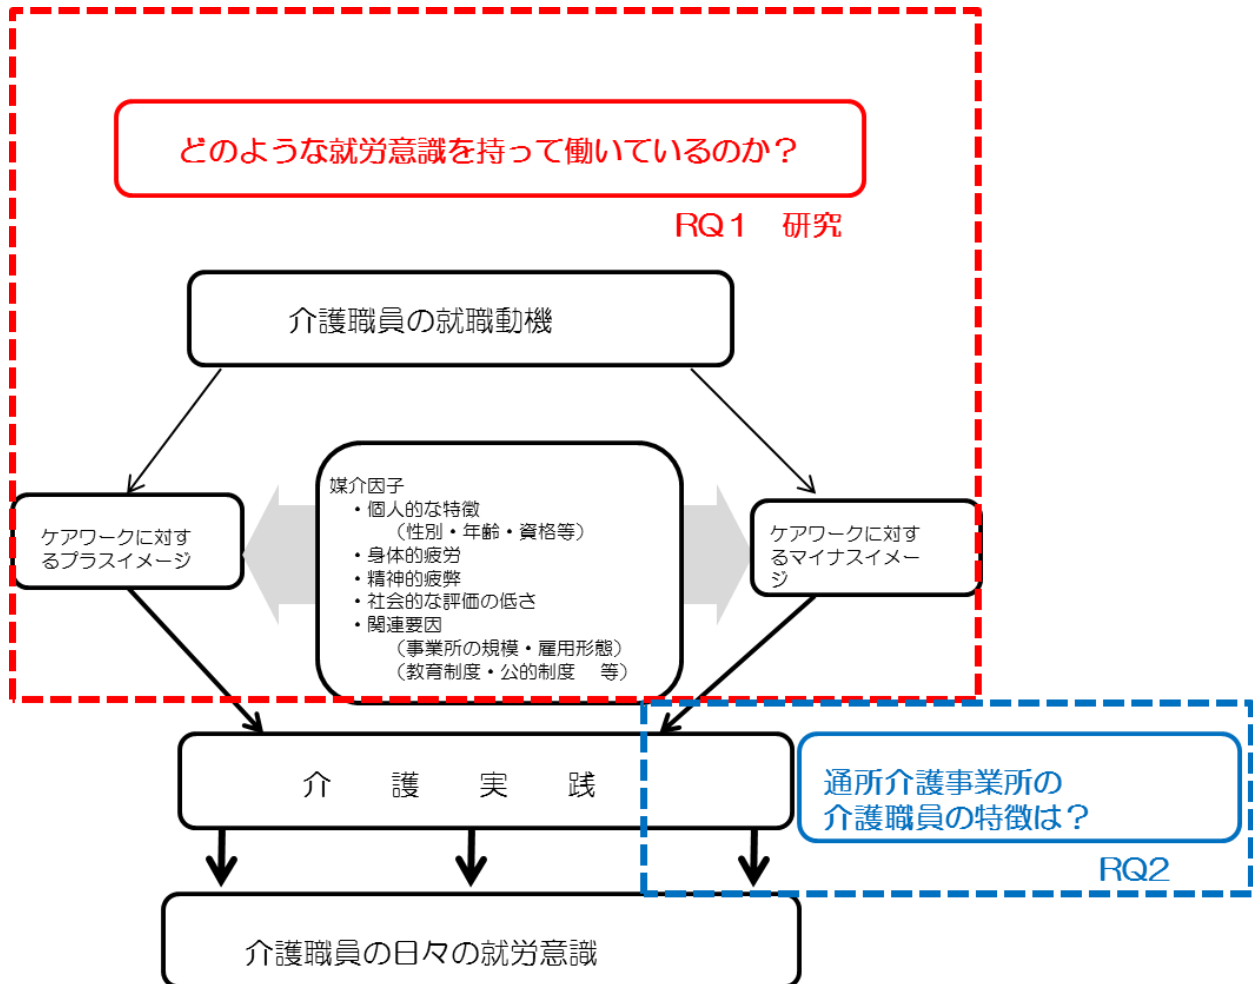 どのような就労意識を持って働いているのか？
RQ１　研究
介護職員の就職動機
媒介因子
・個人的な特徴
（性別・年齢・資格等）
・身体的疲労
・精神的疲弊
・社会的な評価の低さ
・関連要因
（事業所の規模・雇用形態）
（教育制度・公的制度　等）
ケアワークに対す
るプラスイメージ
ケアワークに対す
るマイナスイメー
ジ
介　護　実　践
通所介護事業所の
介護職員の特徴は？
RQ2
介護職員の日々の就労意識